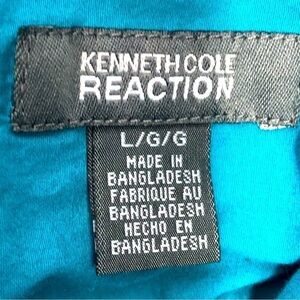 KENNETH COLE
REACTION
L/G/G
MADE IN
BANGLADESH
FABRIQUE AU
BANGLADESH
HECHO EN
BANGLADESH